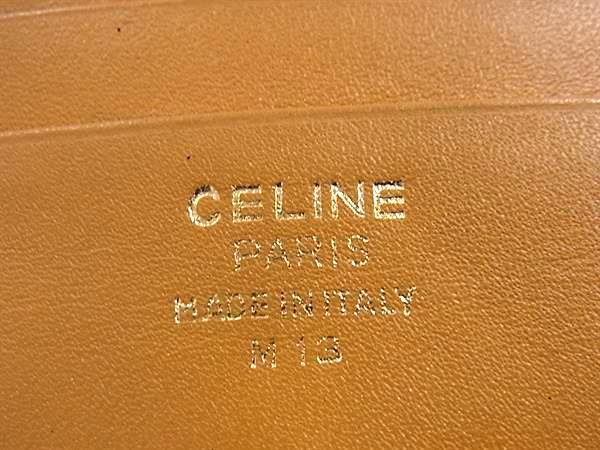 CELINE
PARIS
MADE IN ITALY
M 13